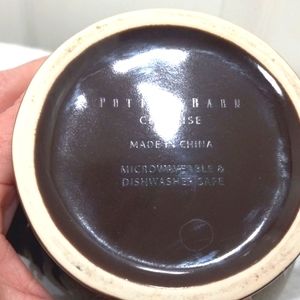 POTTERY BARN
MADE IN CHINA
MICROWAVEABLE &
DISHWASHER SAFE